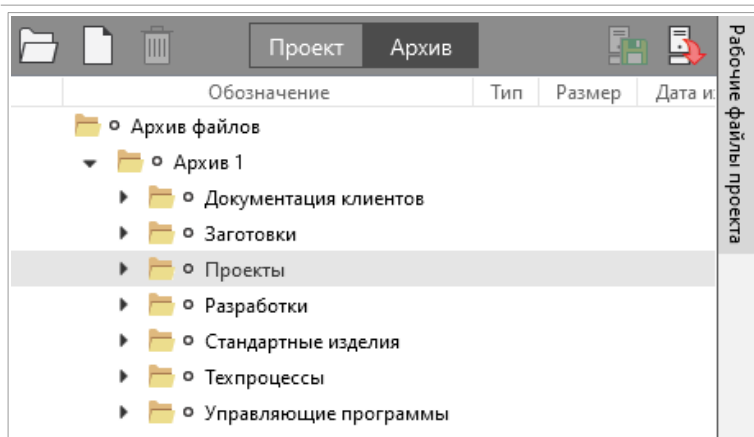 Проект Архив
Обозначение Тип Размер Дата и
Архив файлов
Архив 1
Документация клиентов
Заготовки
Проекты
Разработки
Стандартные изделия
Техпроцессы
Управляющие программы
Рабочие файлы проекта